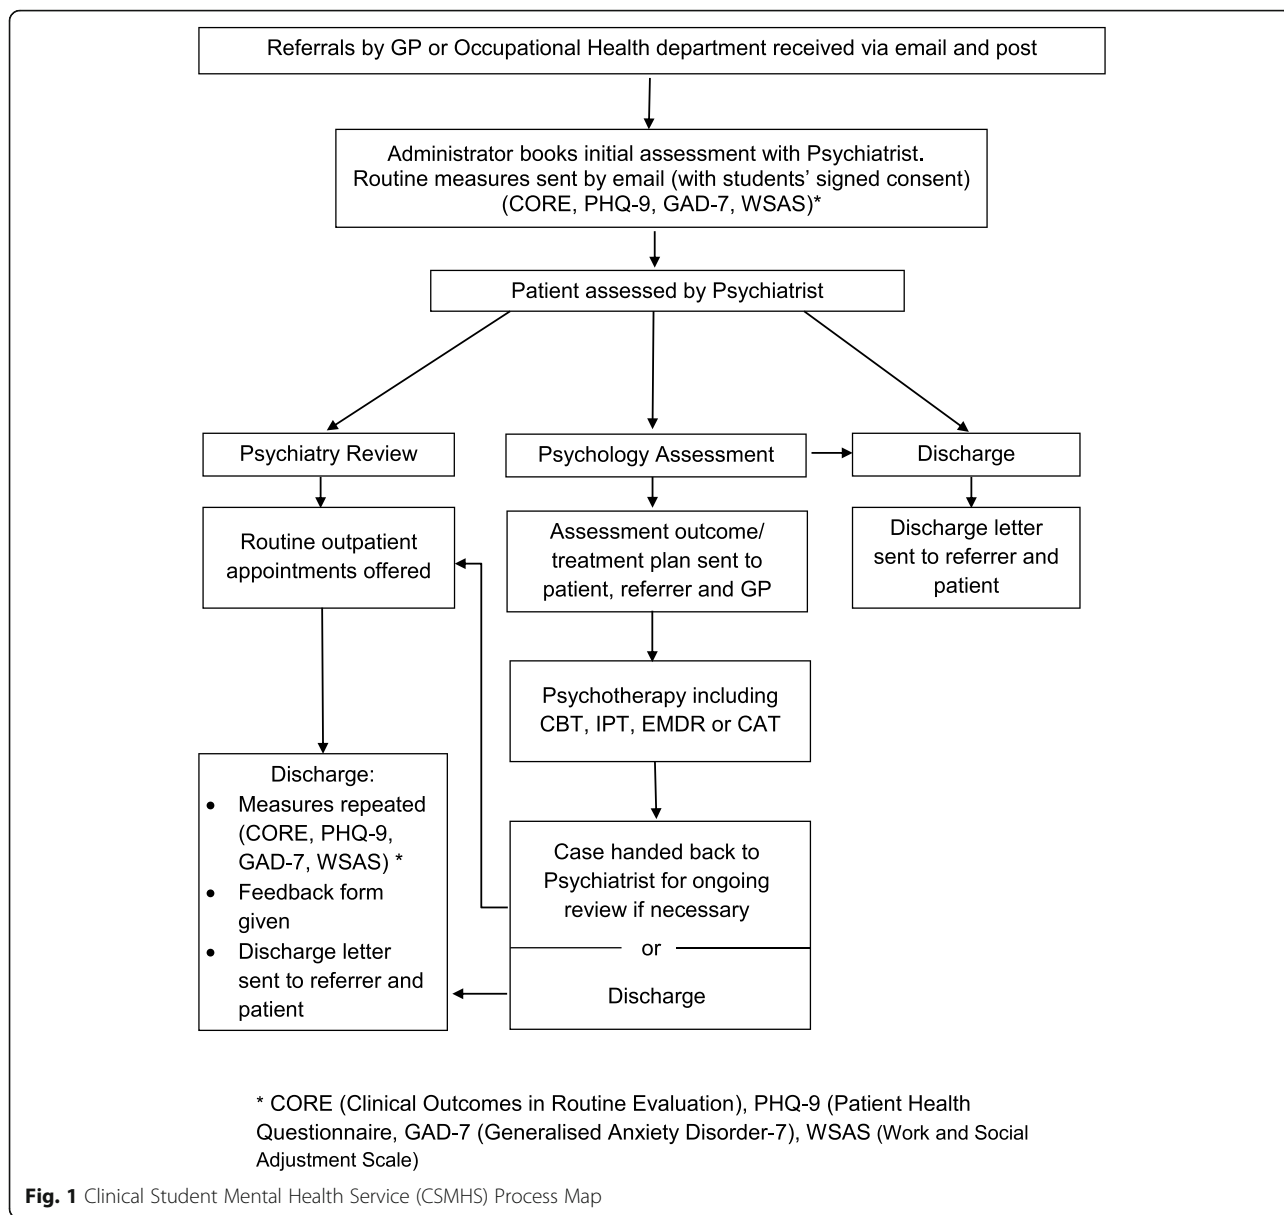 Referrals by GP or Occupational Health department received via email and post
Administrator books initial assessment with Psychiatrist.
Routine measures sent by email (with students’ signed consent)
(CORE, PHQ-9, GAD-7, WSAS)*
Patient assessed by Psychiatrist
Psychiatry Review
Psychology Assessment
Discharge
Routine outpatient
appointments offered
Assessment outcome/
treatment plan sent to
patient, referrer and GP
Discharge letter
sent to referrer and
patient
Psychotherapy including
CBT, IPT, EMDR or CAT
Discharge:
• Measures repeated
(CORE, PHQ-9,
GAD-7, WSAS) *
• Feedback form
given
• Discharge letter
sent to referrer and
patient
Case handed back to
Psychiatrist for ongoing
review if necessary
or
Discharge
* CORE (Clinical Outcomes in Routine Evaluation), PHQ-9 (Patient Health
Questionnaire, GAD-7 (Generalised Anxiety Disorder-7), WSAS (Work and Social
Adjustment Scale)
Fig. 1 Clinical Student Mental Health Service (CSMHS) Process Map